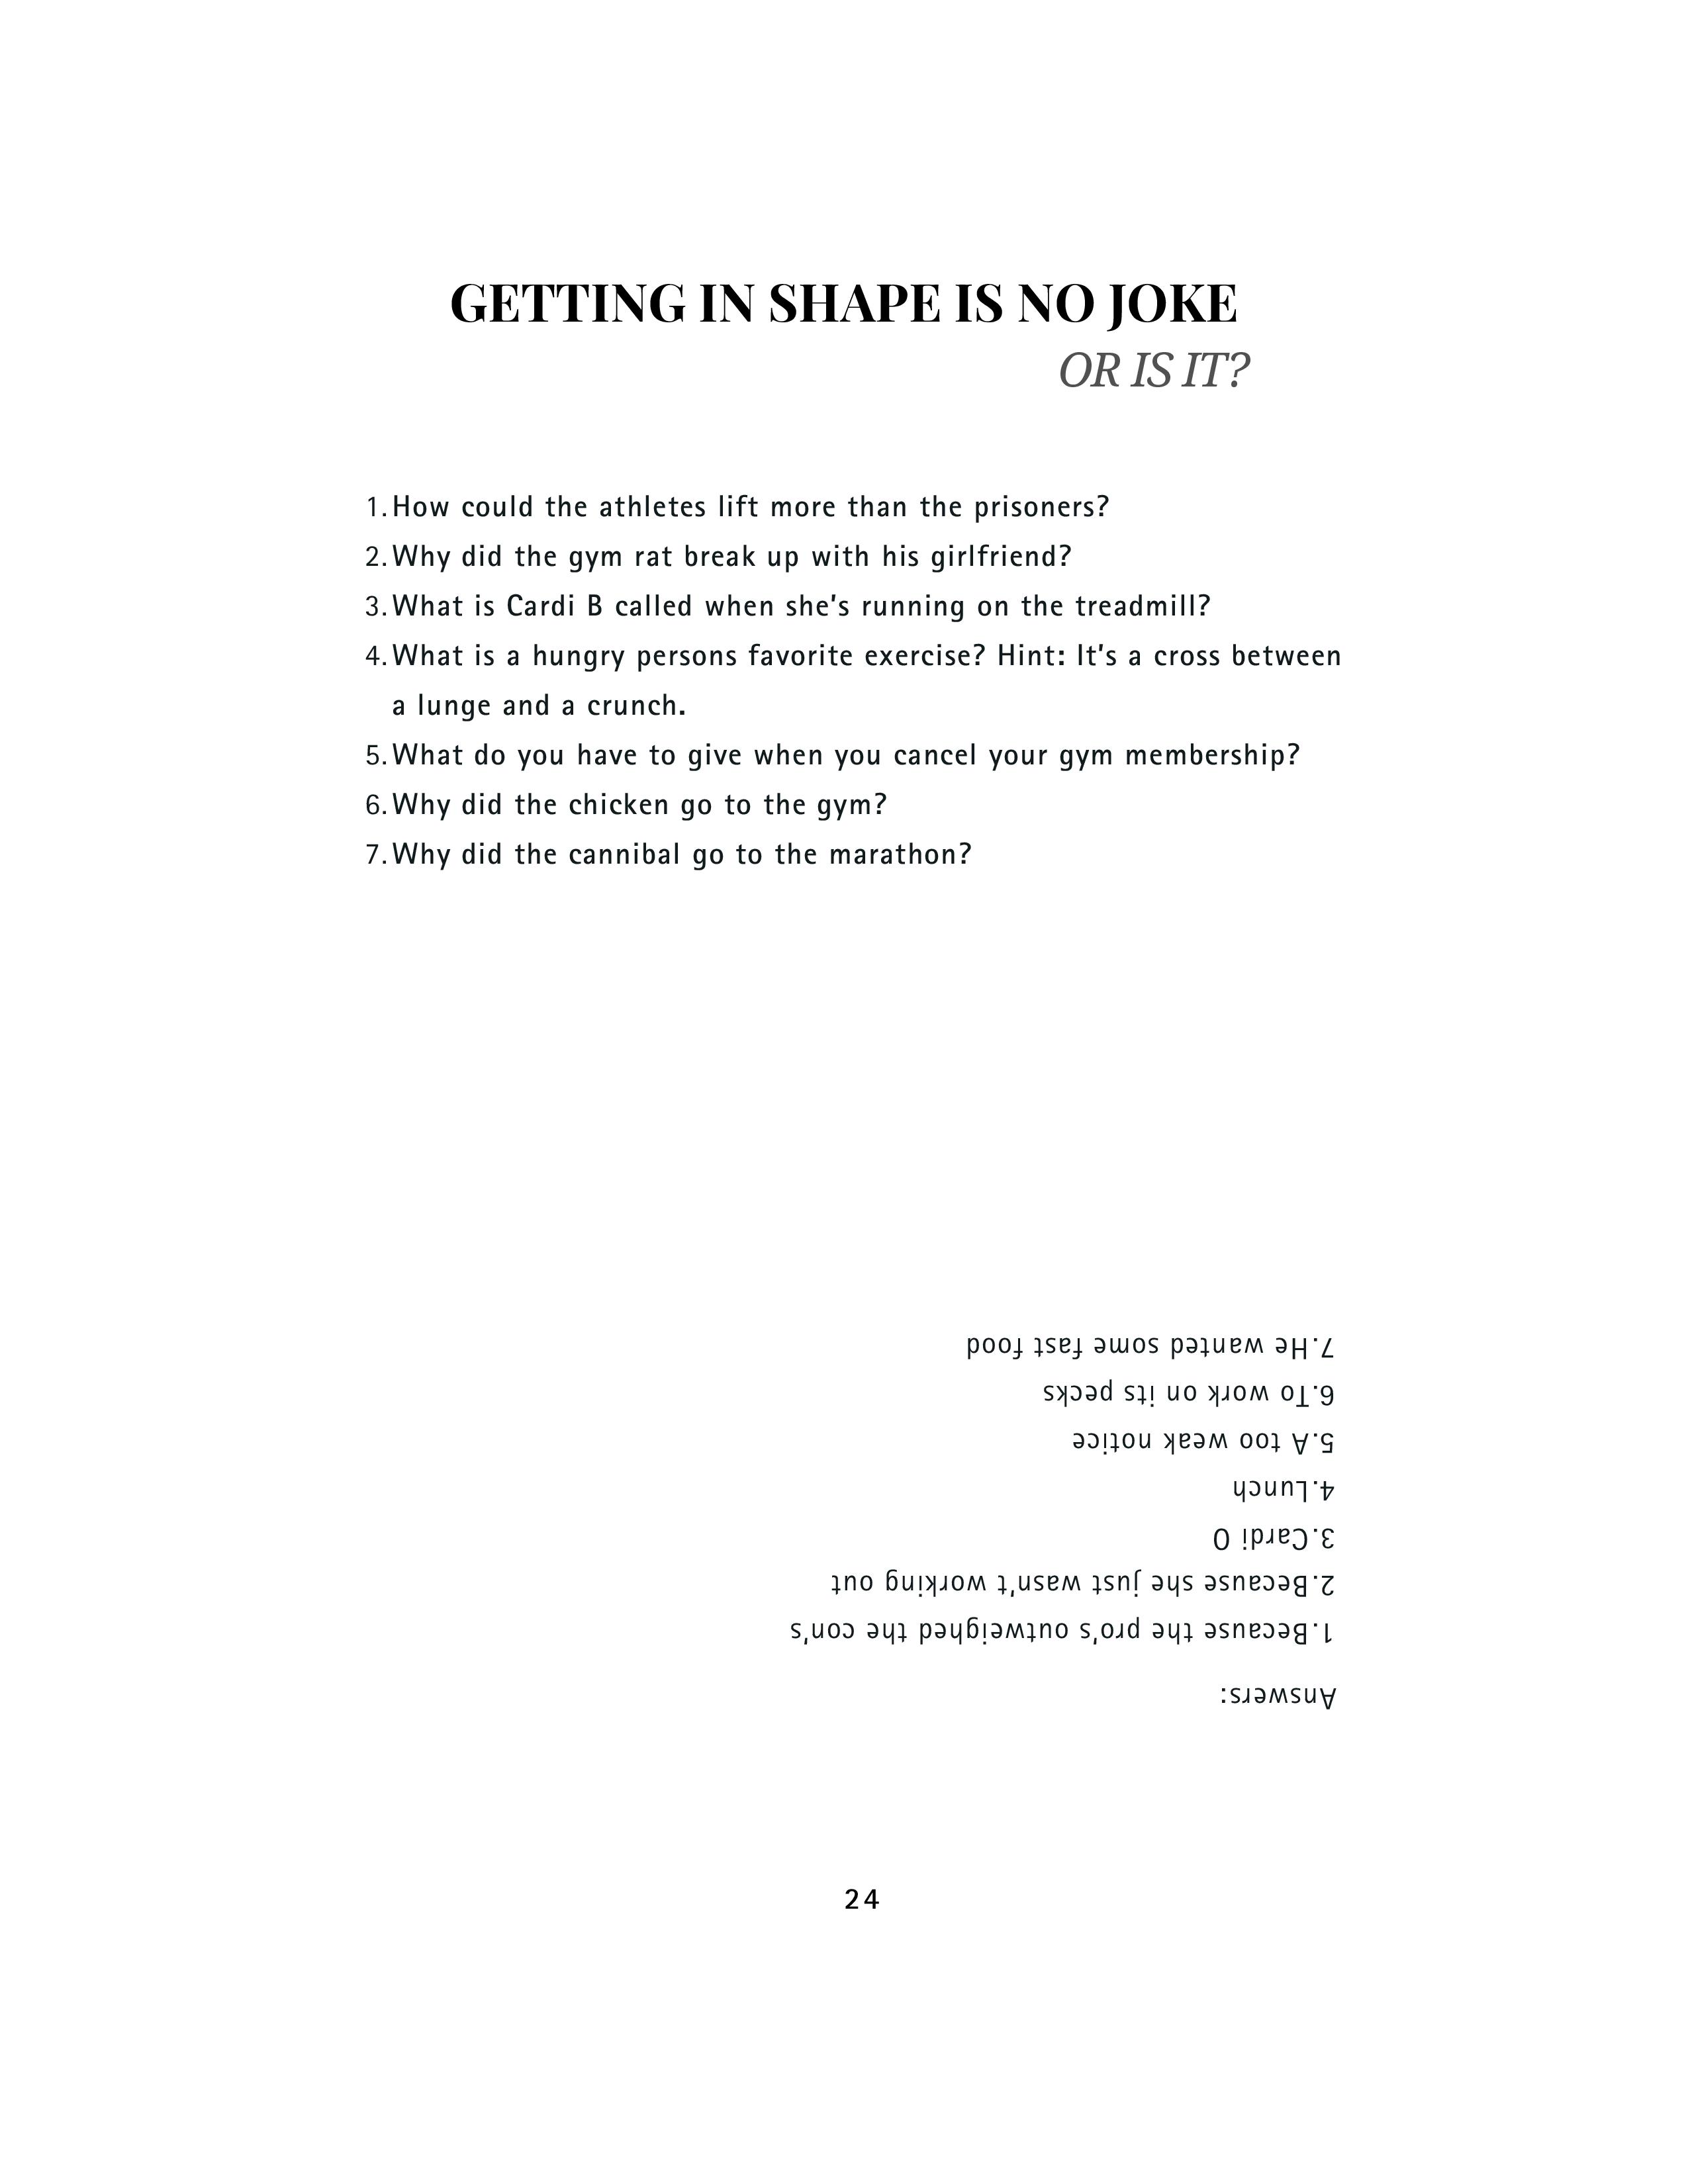 GETTING IN SHAPE IS NO JOKE
OR IS IT?
1. How could the athletes lift more than the prisoners?
2. Why did the gym rat break up with his girlfriend?
3. What is Cardi B called when she's running on the treadmill?
4. What is a hungry persons favorite exercise? Hint: It's a cross between
a lunge and a crunch.
5. What do you have to give when you cancel your gym membership?
6. Why did the chicken go to the gym?
7. Why did the cannibal go to the marathon?
Answers:
1. Because the pro's outweighed the con's
2. Because she just wasn't working out
3. Cardi O
4. Lunch
5. A too weak notice
6. To work on its pecks
7. He wanted some fast food
24